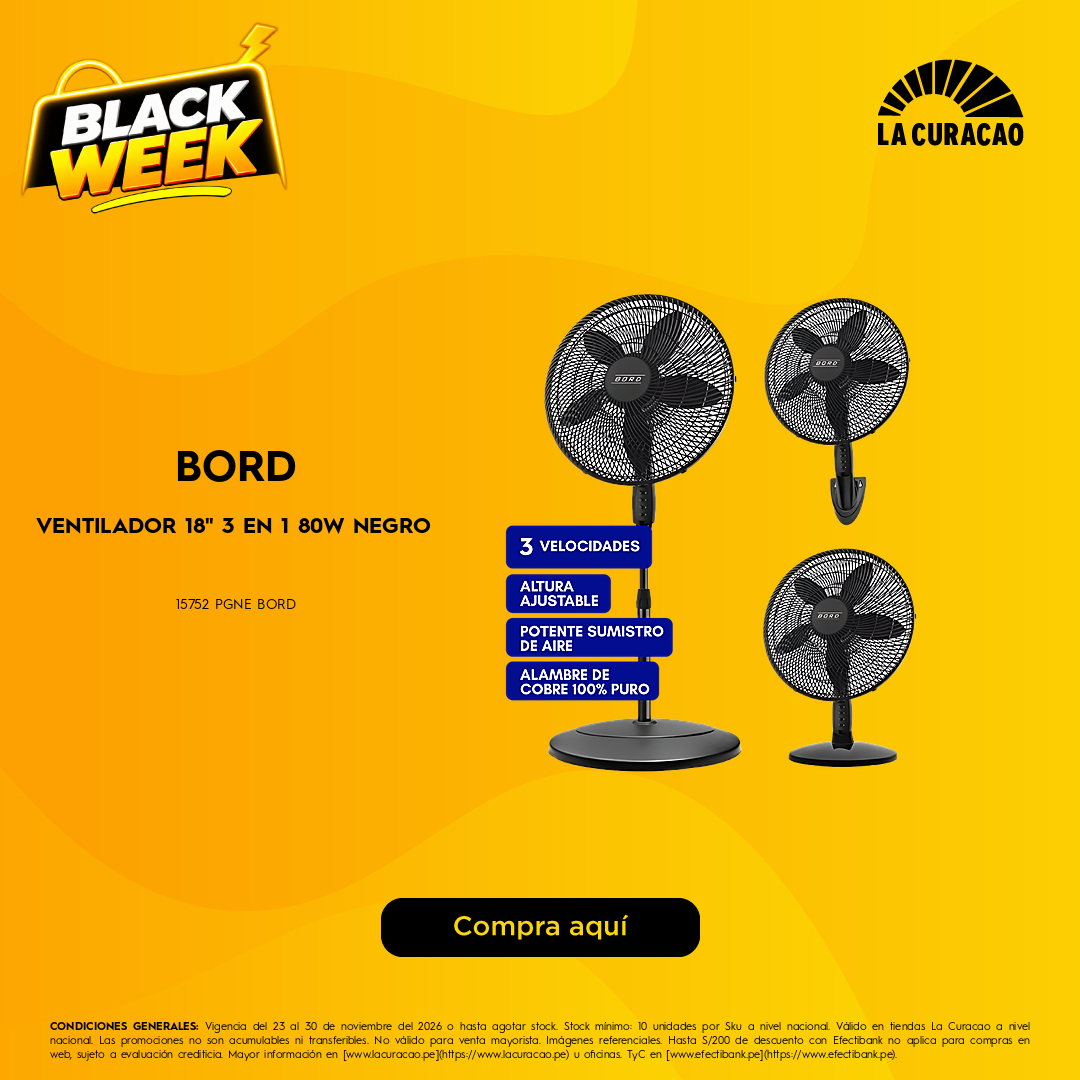 BLACK
WEEK
LA CURACAO
BORD
VENTILADOR 18" 3 EN 1 80W NEGRO
15752 PGNE BORD
BORD
BORD
BORD
3 VELOCIDADES
ALTURA
AJUSTABLE
POTENTE SUMISTRO
DE AIRE
ALAMBRE DE
COBRE 100% PURO
Compra aquí
CONDICIONES GENERALES: Vigencia del 23 al 30 de noviembre del 2026 o hasta agotar stock. Stock mínimo: 10 unidades por Sku a nivel nacional. Válido en tiendas La Curacao a nivel
nacional. Las promociones no son acumulables ni transferibles. No válido para venta mayorista. Imágenes referenciales. Hasta S/200 de descuento con Efectibank no aplica para compras en
web, sujeto a evaluación crediticia. Mayor información en [www.lacuracao.pe](https://www.lacuracao.pe) u oficinas. TyC en [www.efectibank.pe](https://www.efectibank.pe).